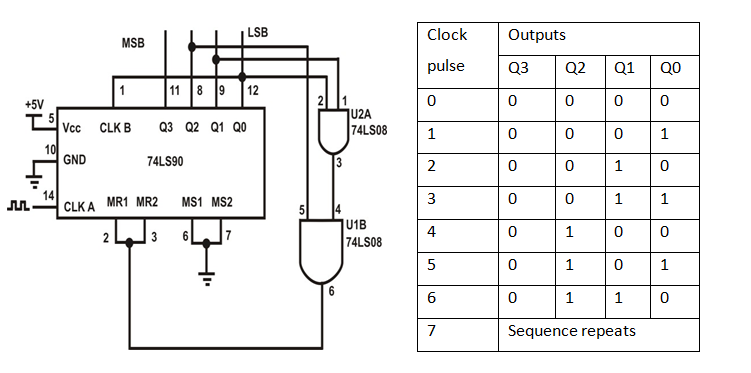 MSB
LSB
1
11
8
9
12
2
1
+5V
5
Vcc
CLK B
Q3
Q2
Q1
Q0
U2A
74LS08
10
GND
74LS90
3
14
CLK A
MR1
MR2
MS1
MS2
5
4
U1B
74LS08
2
3
6
7
6
Clock pulse
Outputs
Q3 Q2 Q1 Q0
0 0 0 0 0
1 0 0 0 1
2 0 0 1 0
3 0 0 1 1
4 0 1 0 0
5 0 1 0 1
6 0 1 1 0
7 Sequence repeats